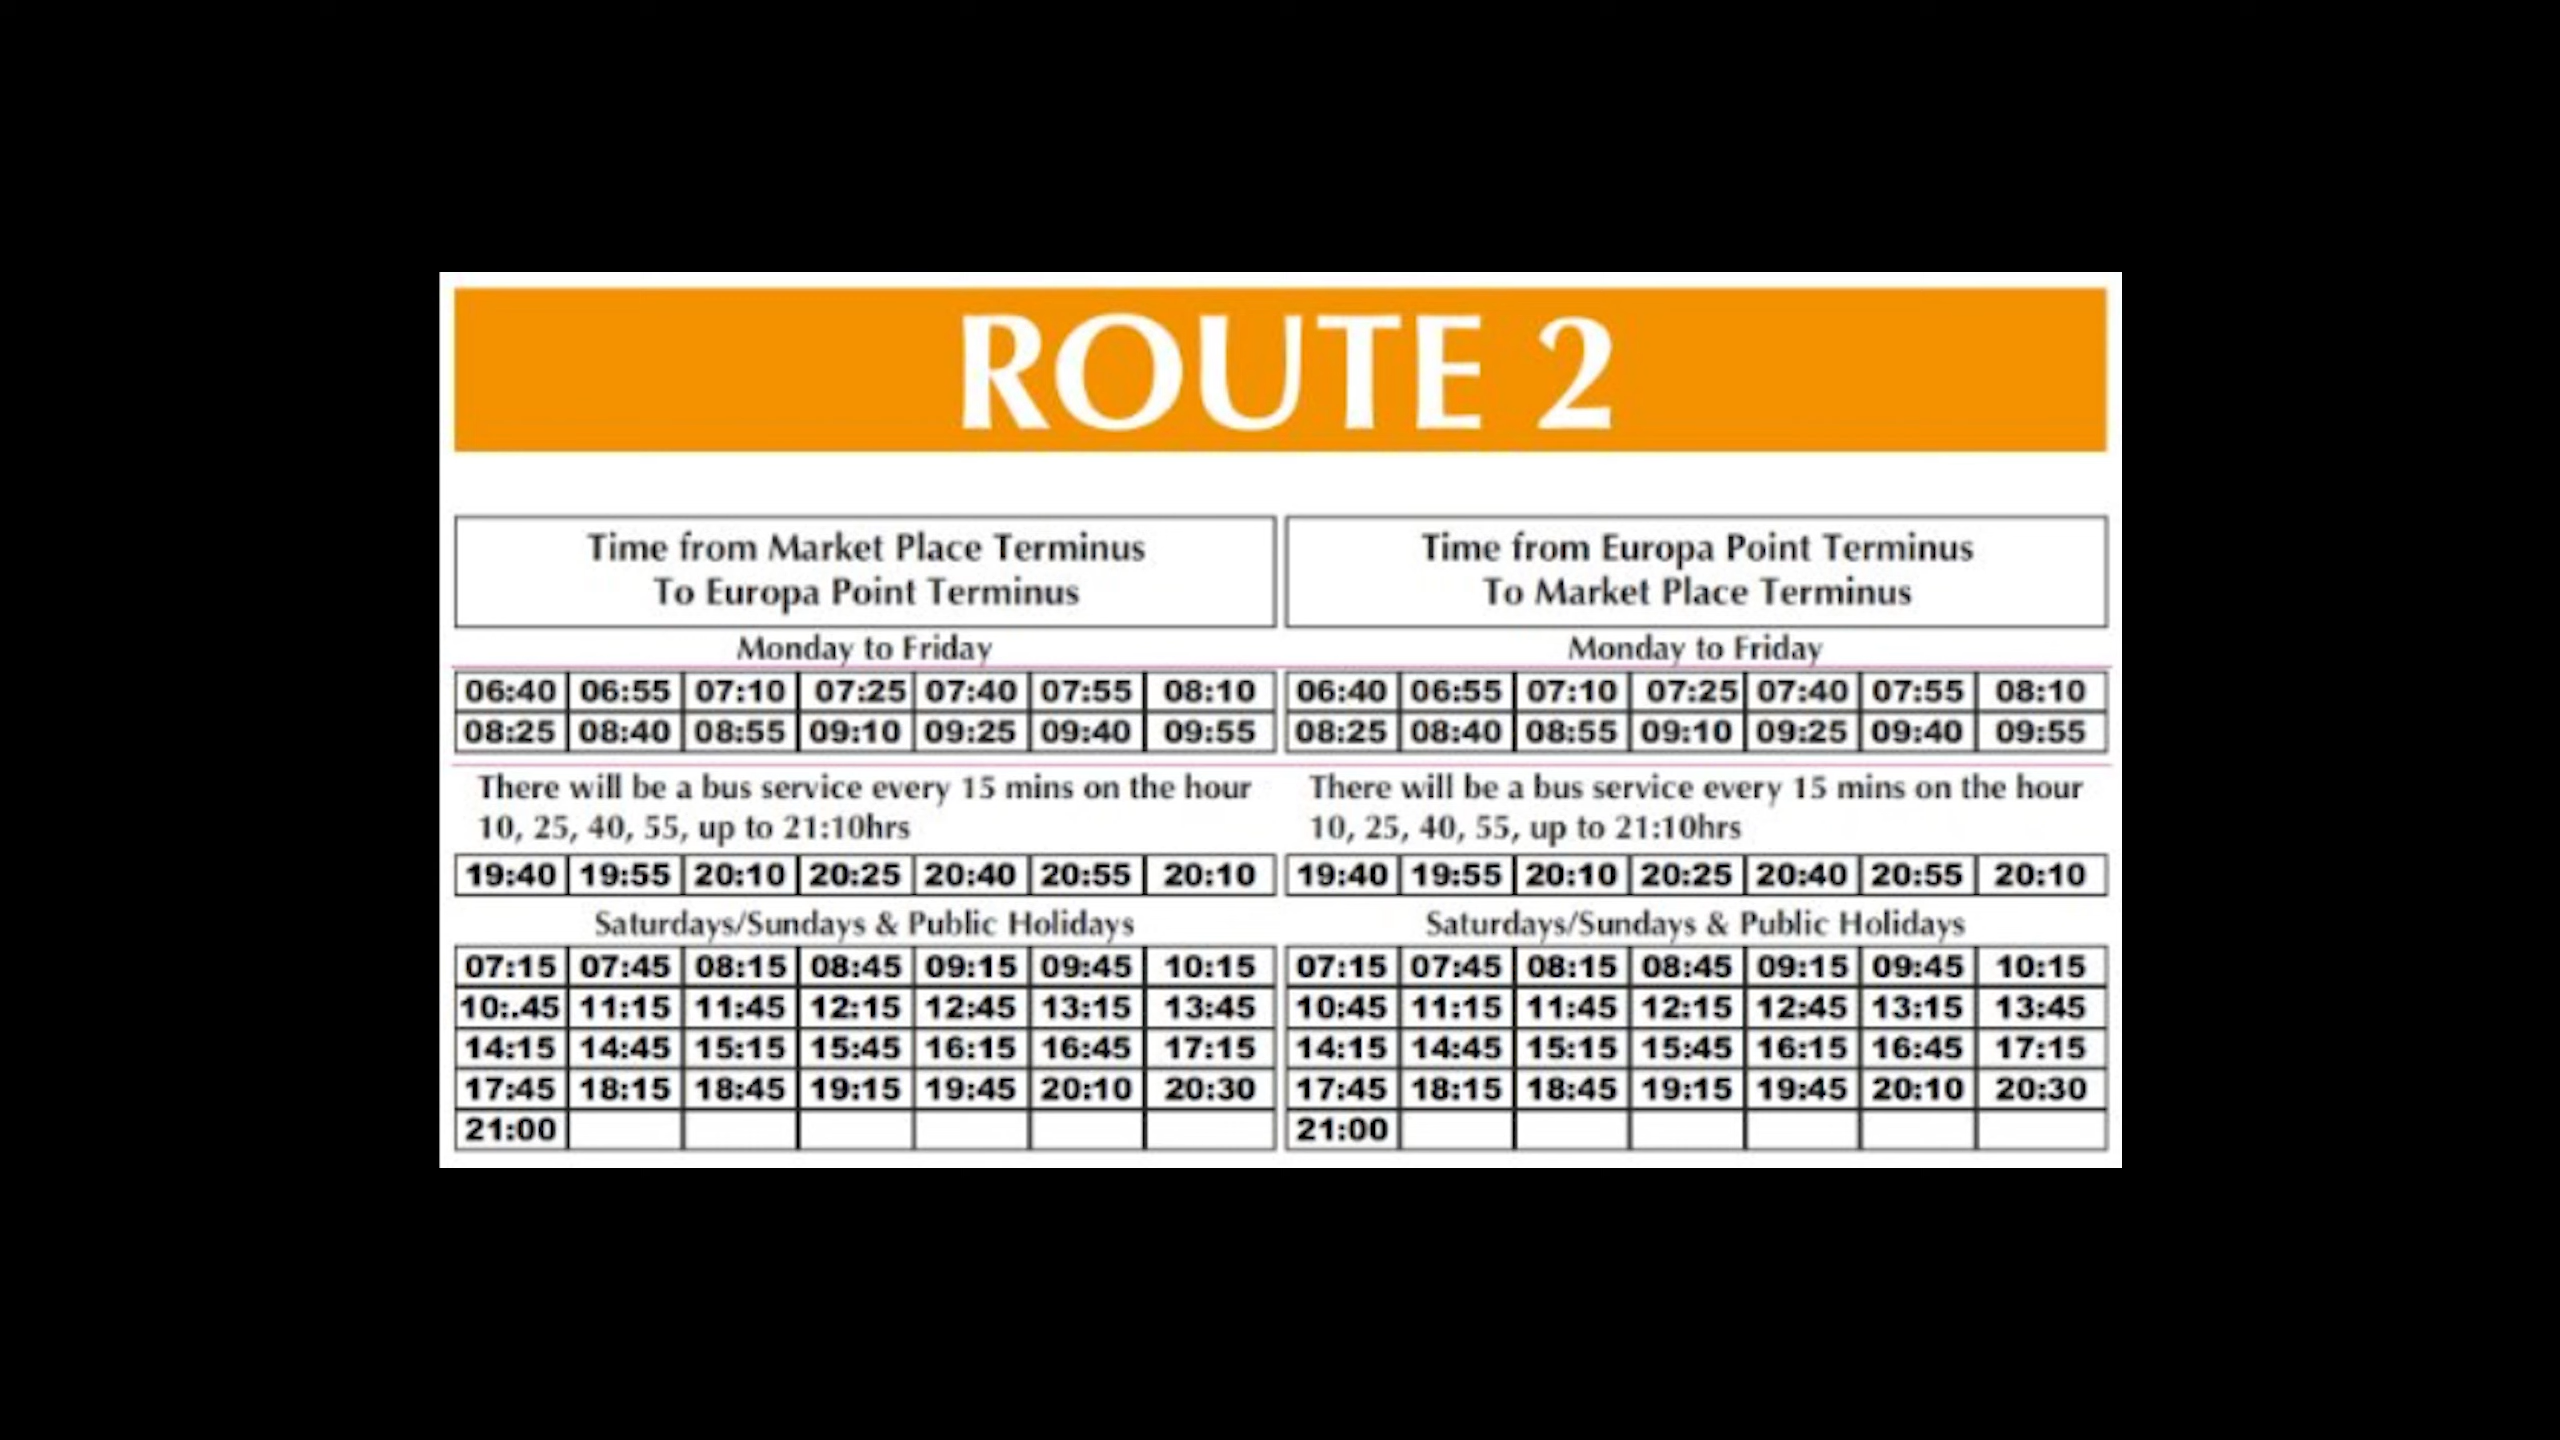 ROUTE 2
Time from Market Place Terminus
To Europa Point Terminus
Monday to Friday
06:40 06:55 07:10 07:25 07:40 07:55 08:10
08:25 08:40 08:55 09:10 09:25 09:40 09:55
There will be a bus service every 15 mins on the hour
10, 25, 40, 55, up to 21:10hrs
19:40 19:55 20:10 20:25 20:40 20:55 20:10
Saturdays/Sundays & Public Holidays
07:15 07:45 08:15 08:45 09:15 09:45 10:15
10:.45 11:15 11:45 12:15 12:45 13:15 13:45
14:15 14:45 15:15 15:45 16:15 16:45 17:15
17:45 18:15 18:45 19:15 19:45 20:10 20:30
21:00
Time from Europa Point Terminus
To Market Place Terminus
Monday to Friday
06:40 06:55 07:10 07:25 07:40 07:55 08:10
08:25 08:40 08:55 09:10 09:25 09:40 09:55
There will be a bus service every 15 mins on the hour
10, 25, 40, 55, up to 21:10hrs
19:40 19:55 20:10 20:25 20:40 20:55 20:10
Saturdays/Sundays & Public Holidays
07:15 07:45 08:15 08:45 09:15 09:45 10:15
10:45 11:15 11:45 12:15 12:45 13:15 13:45
14:15 14:45 15:15 15:45 16:15 16:45 17:15
17:45 18:15 18:45 19:15 19:45 20:10 20:30
21:00